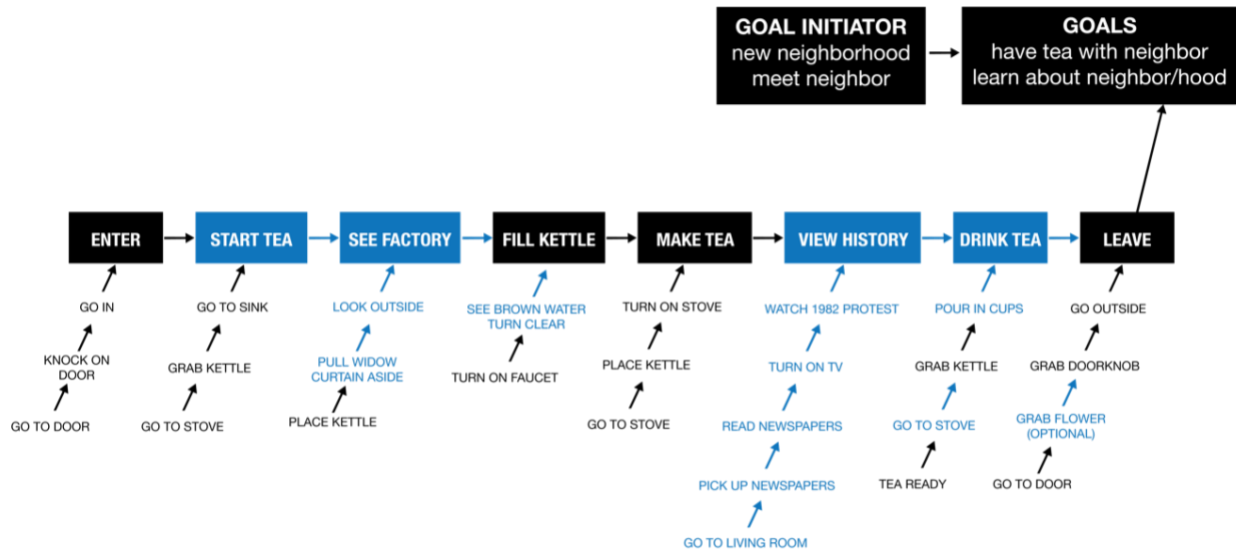 GOAL INITIATOR
new neighborhood
meet neighbor
GOALS
have tea with neighbor
learn about neighbor/hood
ENTER
START TEA
SEE FACTORY
FILL KETTLE
MAKE TEA
VIEW HISTORY
DRINK TEA
LEAVE
GO IN
KNOCK ON
DOOR
GO TO DOOR
GO TO SINK
GRAB KETTLE
GO TO STOVE
LOOK OUTSIDE
PULL WIDOW
CURTAIN ASIDE
PLACE KETTLE
SEE BROWN WATER
TURN CLEAR
TURN ON FAUCET
TURN ON STOVE
PLACE KETTLE
GO TO STOVE
WATCH 1982 PROTEST
TURN ON TV
READ NEWSPAPERS
PICK UP NEWSPAPERS
GO TO LIVING ROOM
POUR IN CUPS
GRAB KETTLE
GO TO STOVE
TEA READY
GO OUTSIDE
GRAB DOORKNOB
GRAB FLOWER
(OPTIONAL)
GO TO DOOR